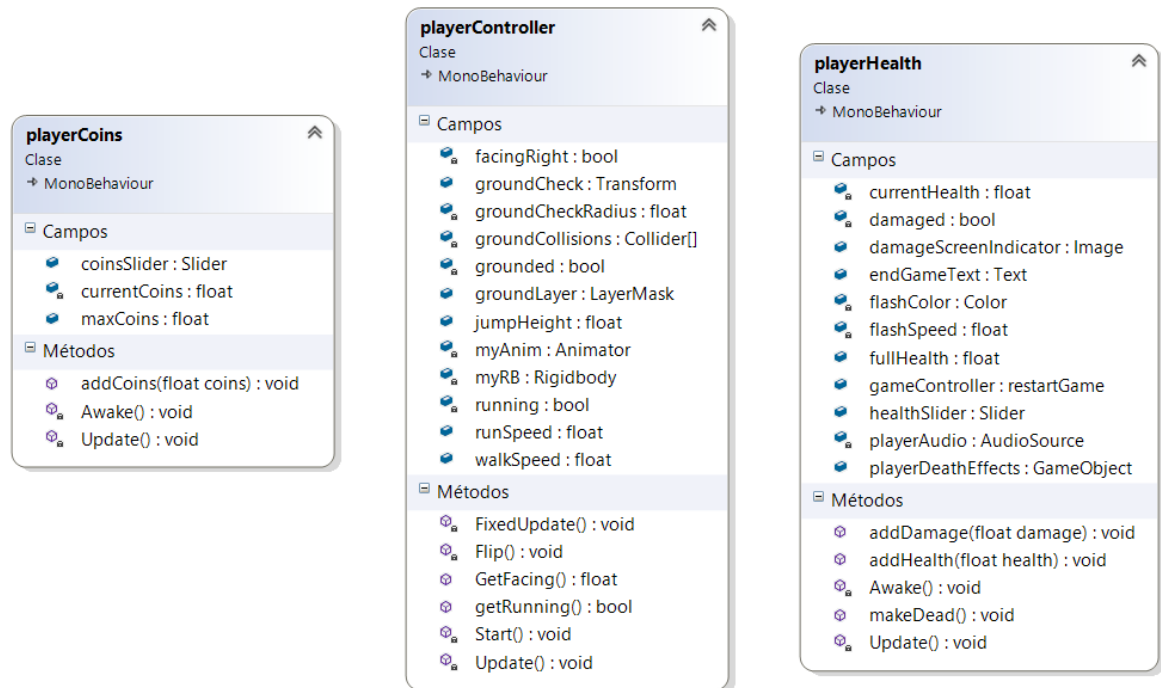 playerCoins
Clase
MonoBehaviour
Campos
coinsSlider : Slider
currentCoins : float
maxCoins : float
Métodos
addCoins(float coins) : void
Awake() : void
Update() : void
playerController
Clase
MonoBehaviour
Campos
facingRight : bool
groundCheck : Transform
groundCheckRadius : float
groundCollisions : Collider[]
grounded : bool
groundLayer : LayerMask
jumpHeight : float
myAnim : Animator
myRB : Rigidbody
running : bool
runSpeed : float
walkSpeed : float
Métodos
FixedUpdate() : void
Flip() : void
GetFacing() : float
getRunning() : bool
Start() : void
Update() : void
playerHealth
Clase
MonoBehaviour
Campos
currentHealth : float
damaged : bool
damageScreenIndicator : Image
endGameText : Text
flashColor : Color
flashSpeed : float
fullHealth : float
gameController : restartGame
healthSlider : Slider
playerAudio : AudioSource
playerDeathEffects : GameObject
Métodos
addDamage(float damage) : void
addHealth(float health) : void
Awake() : void
makeDead() : void
Update() : void